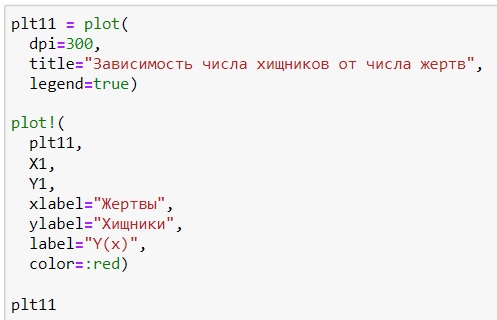 plt11 = plot(
  dpi=300,
  title="Зависимость числа хищников от числа жертв",
  legend=true)

plot!(
  plt11,
  X1,
  Y1,
  xlabel="Жертвы",
  ylabel="Хищники",
  label="Y(x)",
  color=:red)

plt11